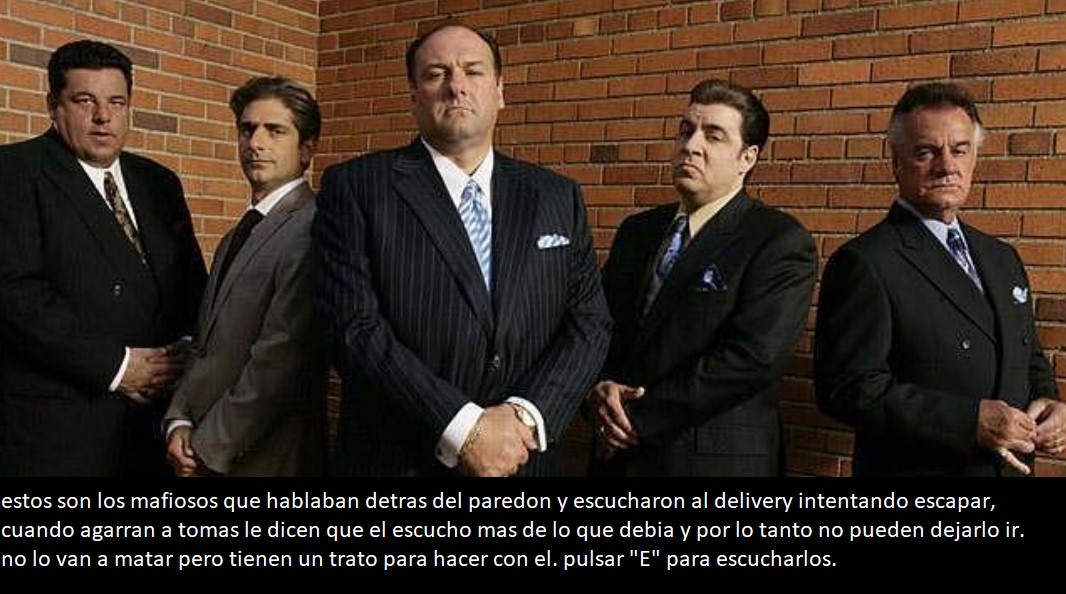 estos son los mafiosos que hablaban detras del paredon y escucharon al delivery intentando escapar,
cuando agarran a tomas le dicen que el escucho mas de lo que debia y por lo tanto no pueden dejarlo ir.
no lo van a matar pero tienen un trato para hacer con el. pulsar "E" para escucharlos.